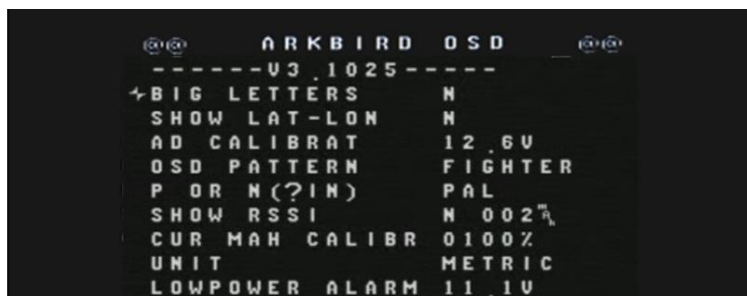 ARKBIRD OSD
------V3.1025-----
BIG LETTERS N
SHOW LAT-LON N
AD CALIBRAT 12.6V
OSD PATTERN FIGHTER
P OR N(?IN) PAL
SHOW RSSI N 002mAh
CUR MAH CALIBR 0100%
UNIT METRIC
LOWPOWER ALARM 11.1V